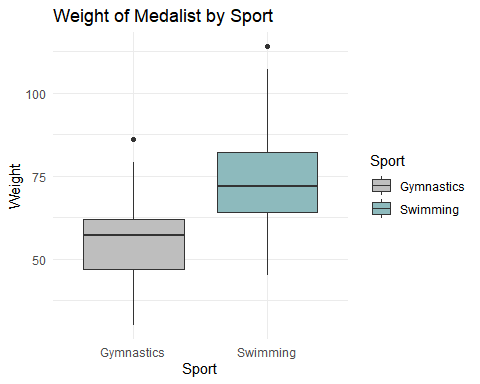 Weight of Medalist by Sport
Weight
100
75
50
Gymnastics
Swimming
Sport
Sport
Gymnastics
Swimming